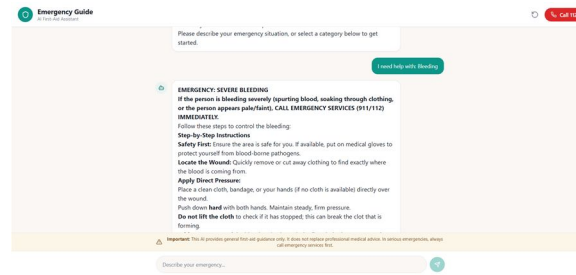 Emergency Guide
AI First-Aid Assistant
Call 112
Please describe your emergency situation, or select a category below to get
started.
I need help with: Bleeding
EMERGENCY: SEVERE BLEEDING
If the person is bleeding severely (spurting blood, soaking through clothing,
or the person appears pale/faint), CALL EMERGENCY SERVICES (911/112)
IMMEDIATELY.
Follow these steps to control the bleeding:
Step-by-Step Instructions
Safety First: Ensure the area is safe for you. If available, put on medical gloves to
protect yourself from blood-borne pathogens.
Locate the Wound: Quickly remove or cut away clothing to find exactly where
the blood is coming from.
Apply Direct Pressure:
Place a clean cloth, bandage, or your hands (if no cloth is available) directly over
the wound.
Push down hard with both hands. Maintain steady, firm pressure.
Do not lift the cloth to check if it has stopped; this can break the clot that is
forming.
Important: This AI provides general first-aid guidance only. It does not replace professional medical advice. In serious emergencies, always
call emergency services first.
Describe your emergency...